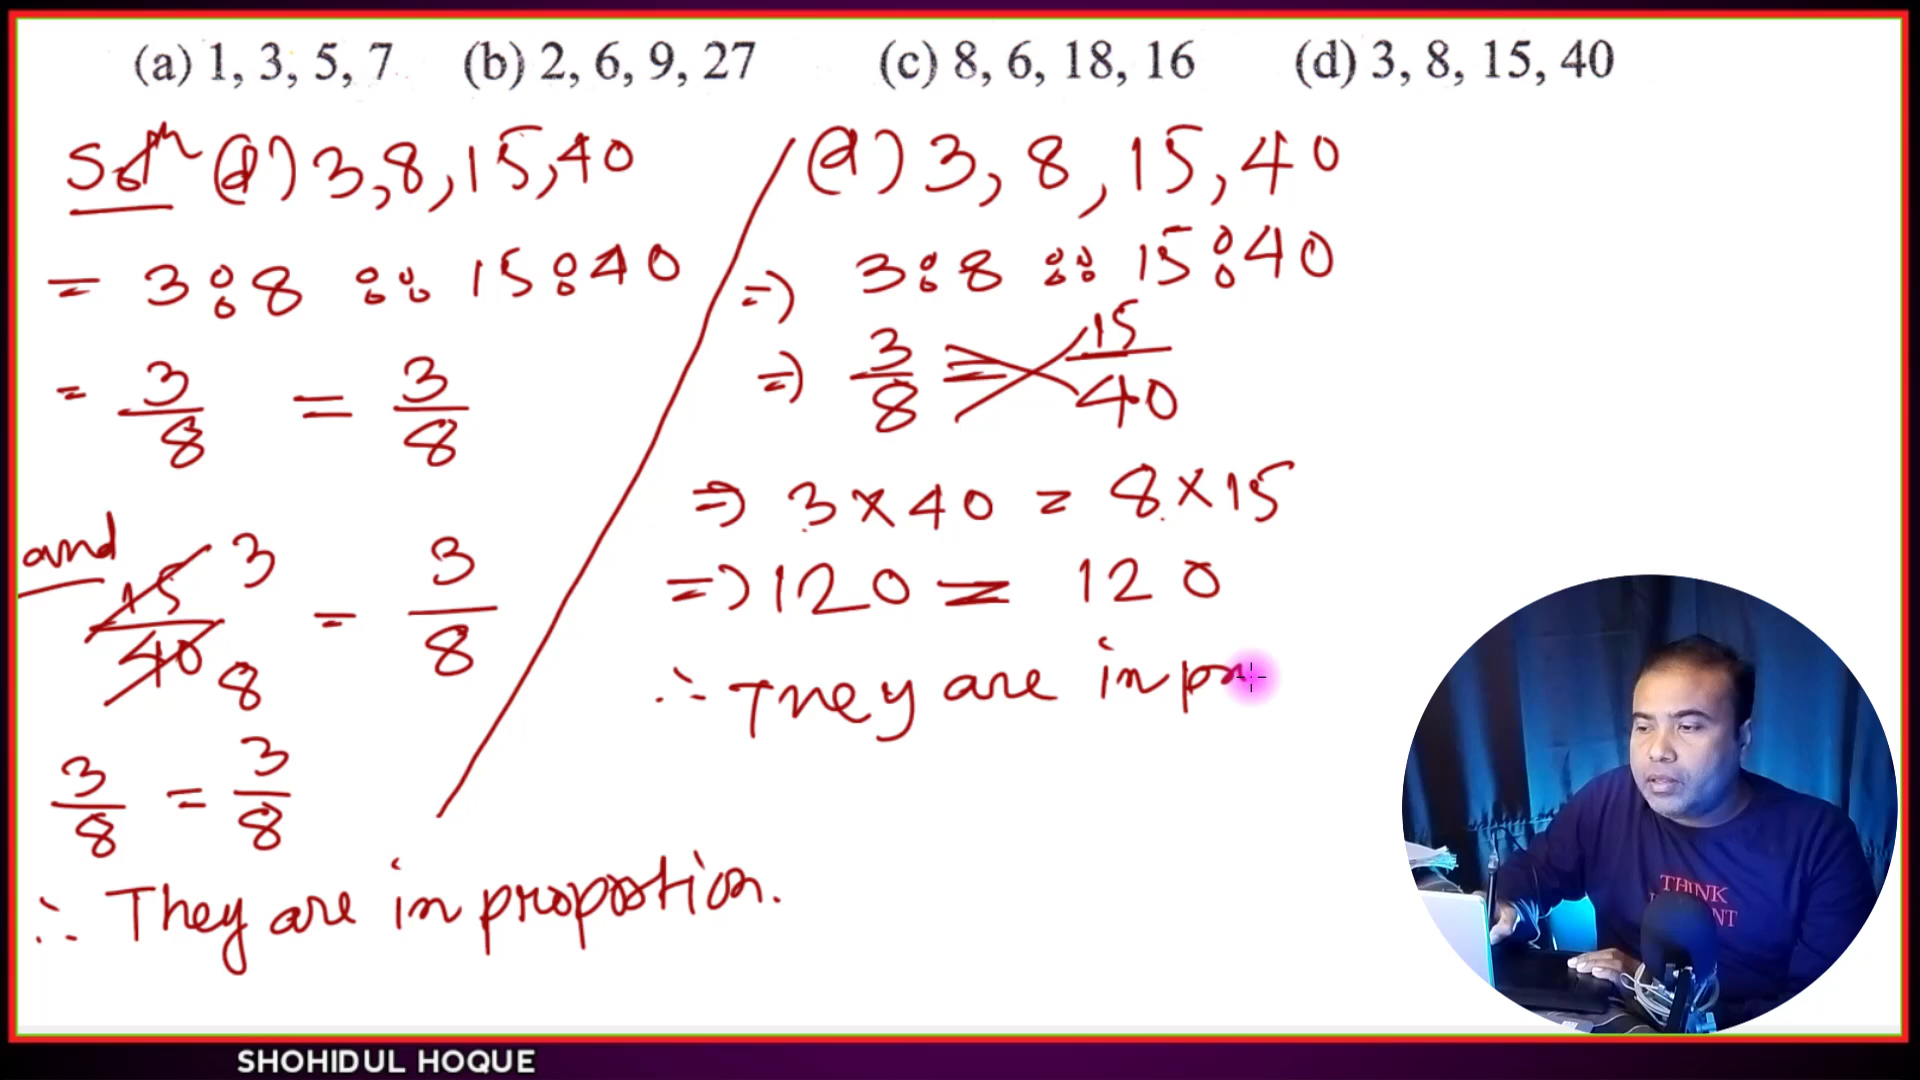 (a) 1, 3, 5, 7 (b) 2, 6, 9, 27 (c) 8, 6, 18, 16 (d) 3, 8, 15, 40
Solⁿ (d) 3, 8, 15, 40
= 3 : 8 :: 15 : 40
= 3/8 = 3/8
and 15/40 3 8 = 3/8
3/8 = 3/8
∴ They are in proportion.
(d) 3, 8, 15, 40
=> 3 : 8 :: 15 : 40
=> 3/8 = 15/40
=> 3 × 40 = 8 × 15
=> 120 = 120
∴ They are in pr
THINK
SHOHIDUL HOQUE